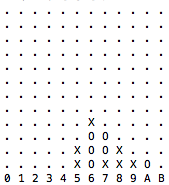 . . . . . . . . . . . .
. . . . . . . . . . . .
. . . . . . . . . . . .
. . . . . . . . . . . .
. . . . . . . . . . . .
. . . . . . . . . . . .
. . . . . . . . . . . .
. . . . . . . . . . . .
. . . . . . X . . . . .
. . . . . . O O . . . .
. . . . . X O O X . . .
. . . . . X O X X X O .
0 1 2 3 4 5 6 7 8 9 A B